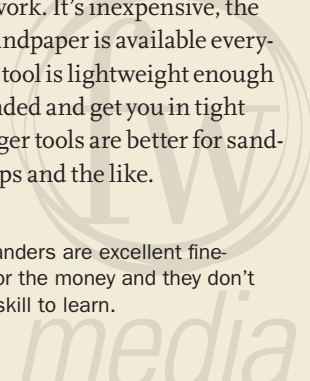 work. It’s inexpensive, the
andpaper is available every-
tool is lightweight enough
nded and get you in tight
ger tools are better for sand-
ps and the like.
anders are excellent fine-
or the money and they don’t
skill to learn.
fw
media